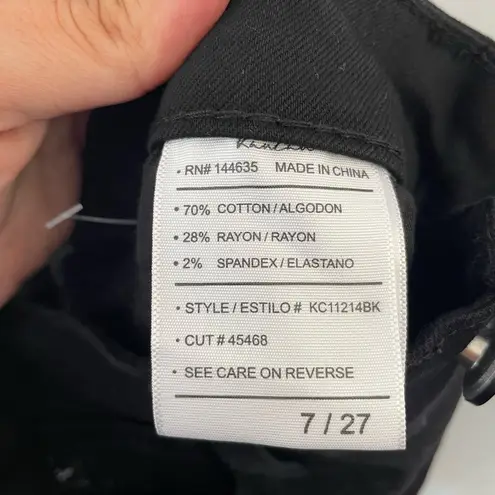 • RN# 144635 MADE IN CHINA
• 70% COTTON / ALGODON
• 28% RAYON / RAYON
• 2% SPANDEX / ELASTANO
• STYLE / ESTILO # KC11214BK
• CUT # 45468
• SEE CARE ON REVERSE
7 / 27